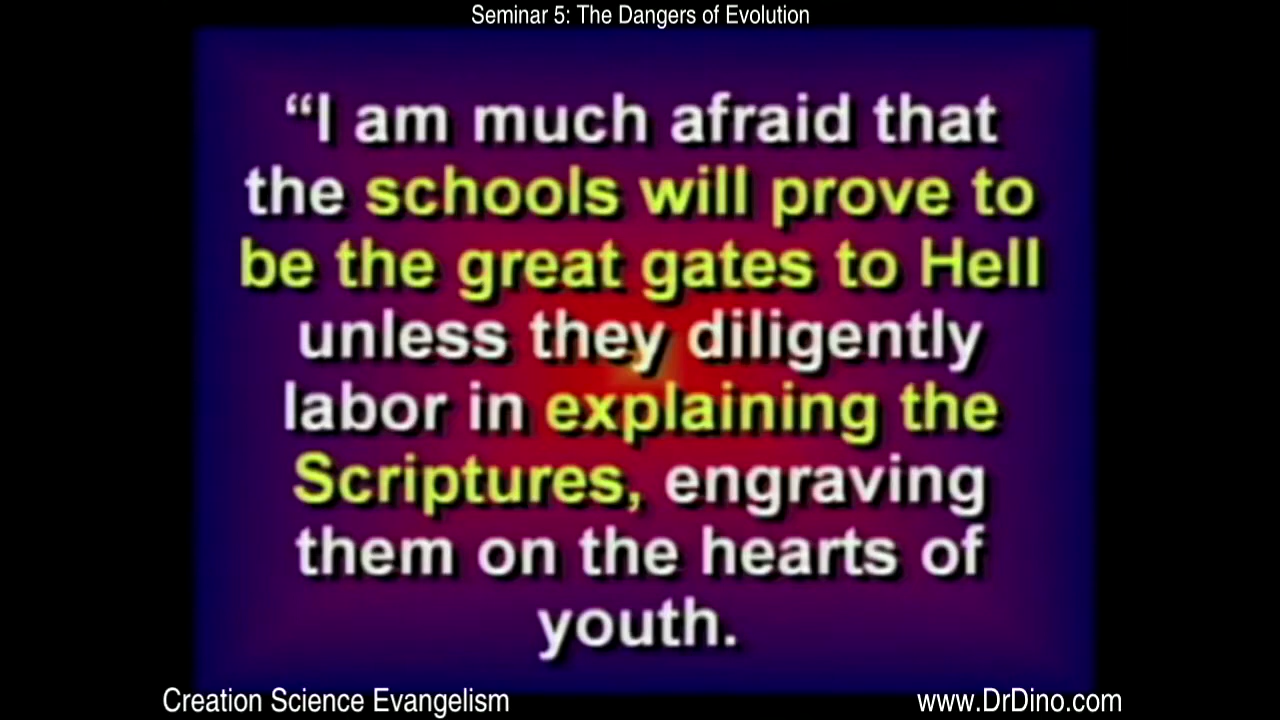 Seminar 5: The Dangers of Evolution
“I am much afraid that
the schools will prove to
be the great gates to Hell
unless they diligently
labor in explaining the
Scriptures, engraving
them on the hearts of
youth.
Creation Science Evangelism
www.DrDino.com